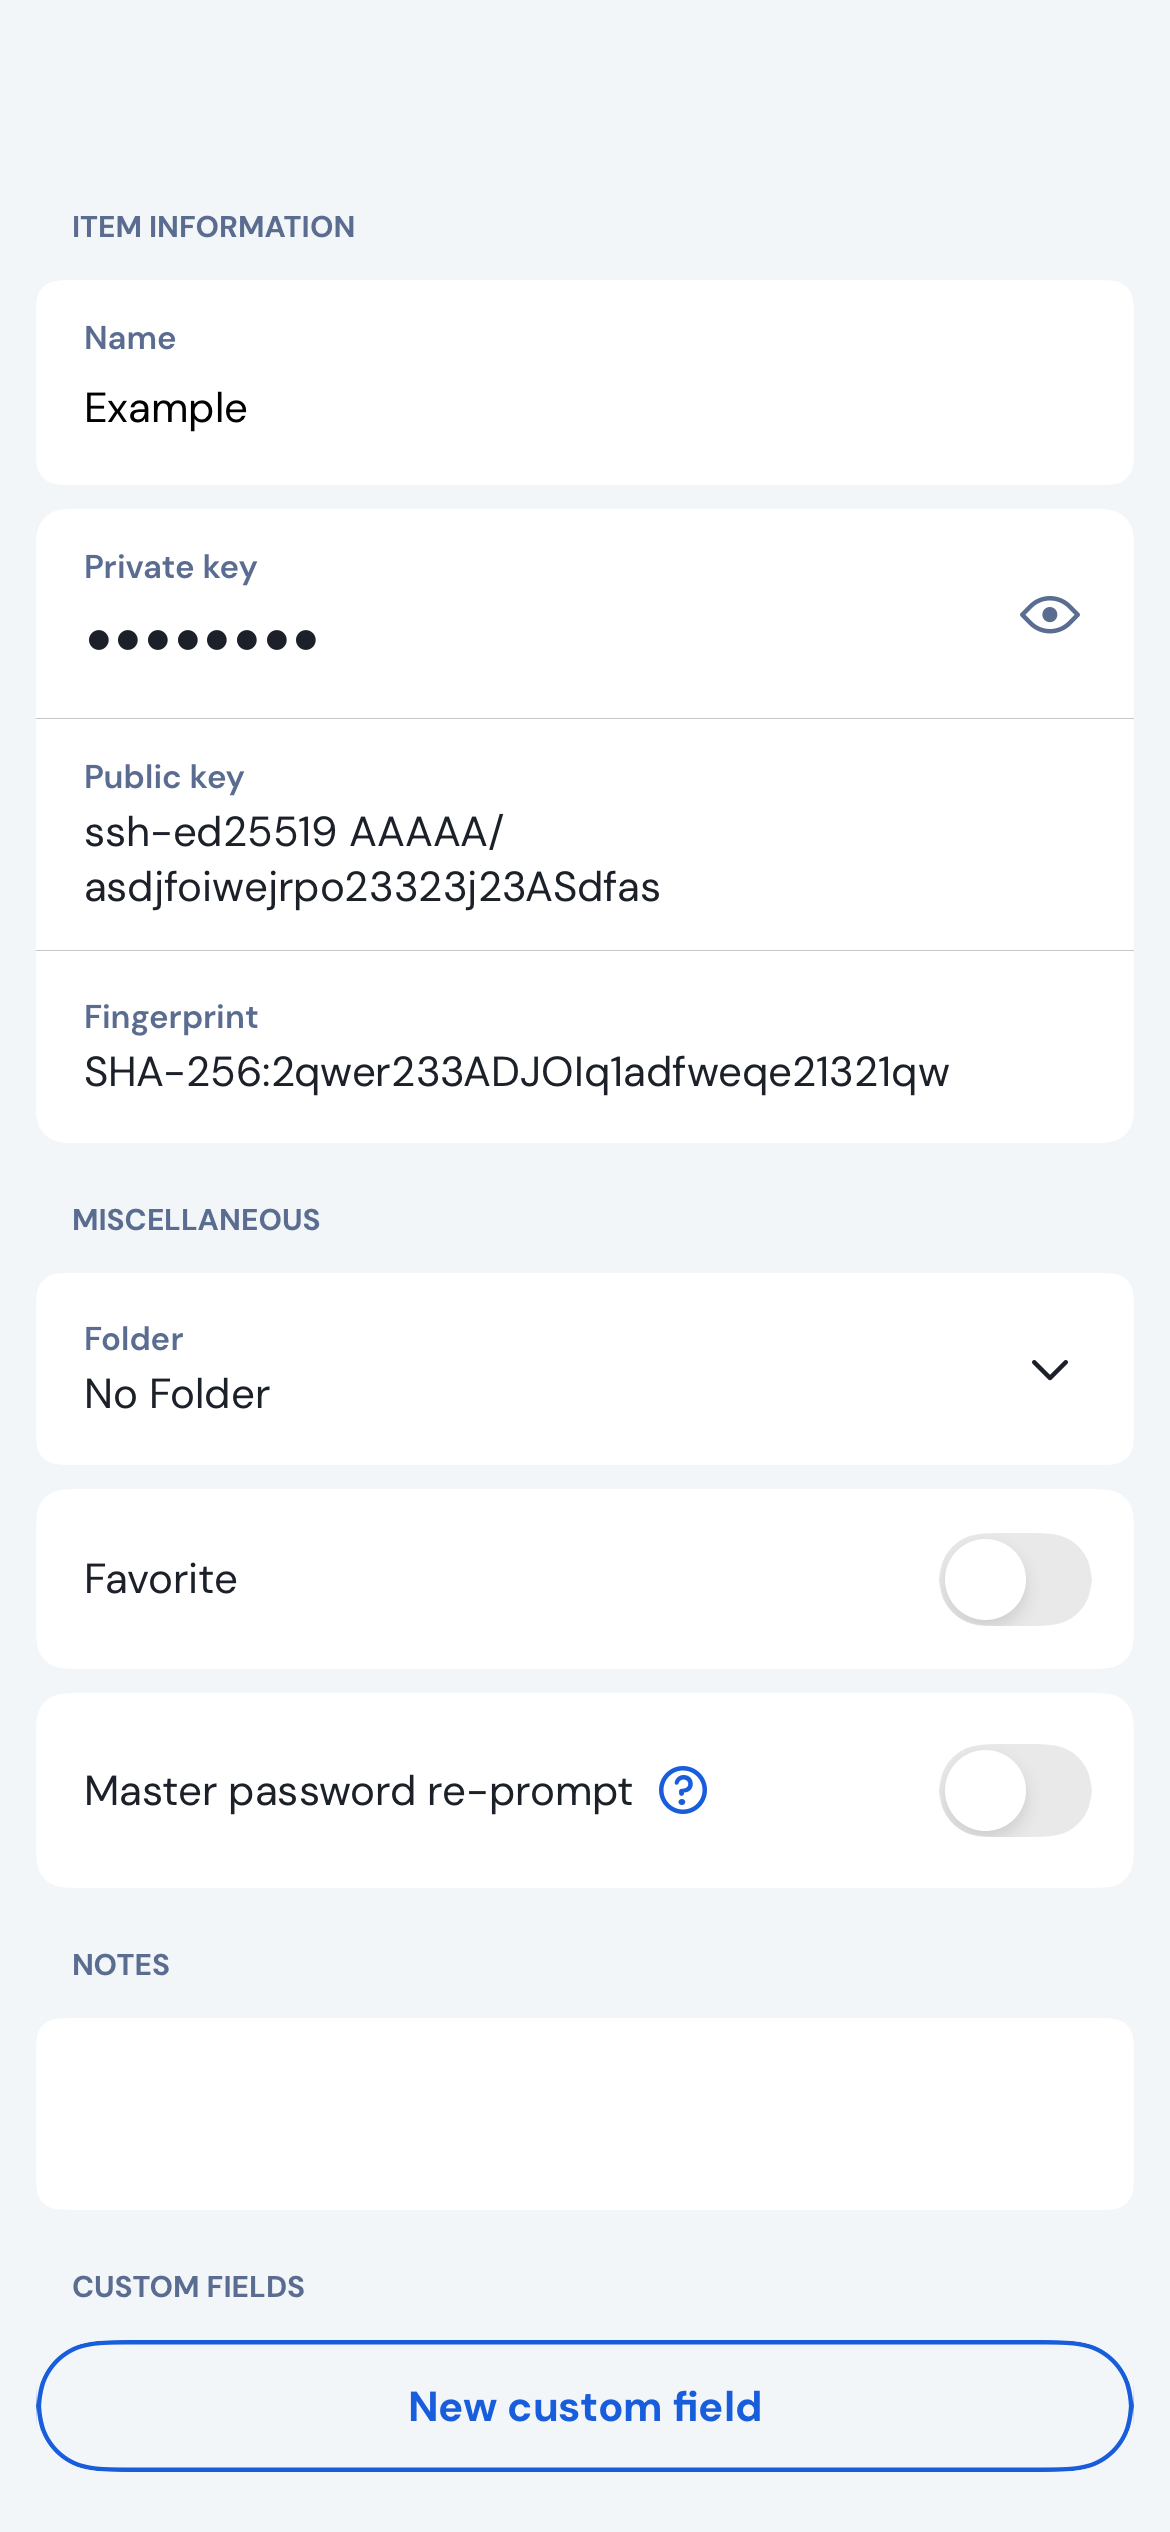 ITEM INFORMATION
Name
Example
Private key
●●●●●●●●
Public key
ssh-ed25519 AAAAA/
asdjfoiwejrpo23323j23ASdfas
Fingerprint
SHA-256:2qwer233ADJOIq1adfweqe21321qw
MISCELLANEOUS
Folder
No Folder
Favorite
Master password re-prompt
NOTES
CUSTOM FIELDS
New custom field